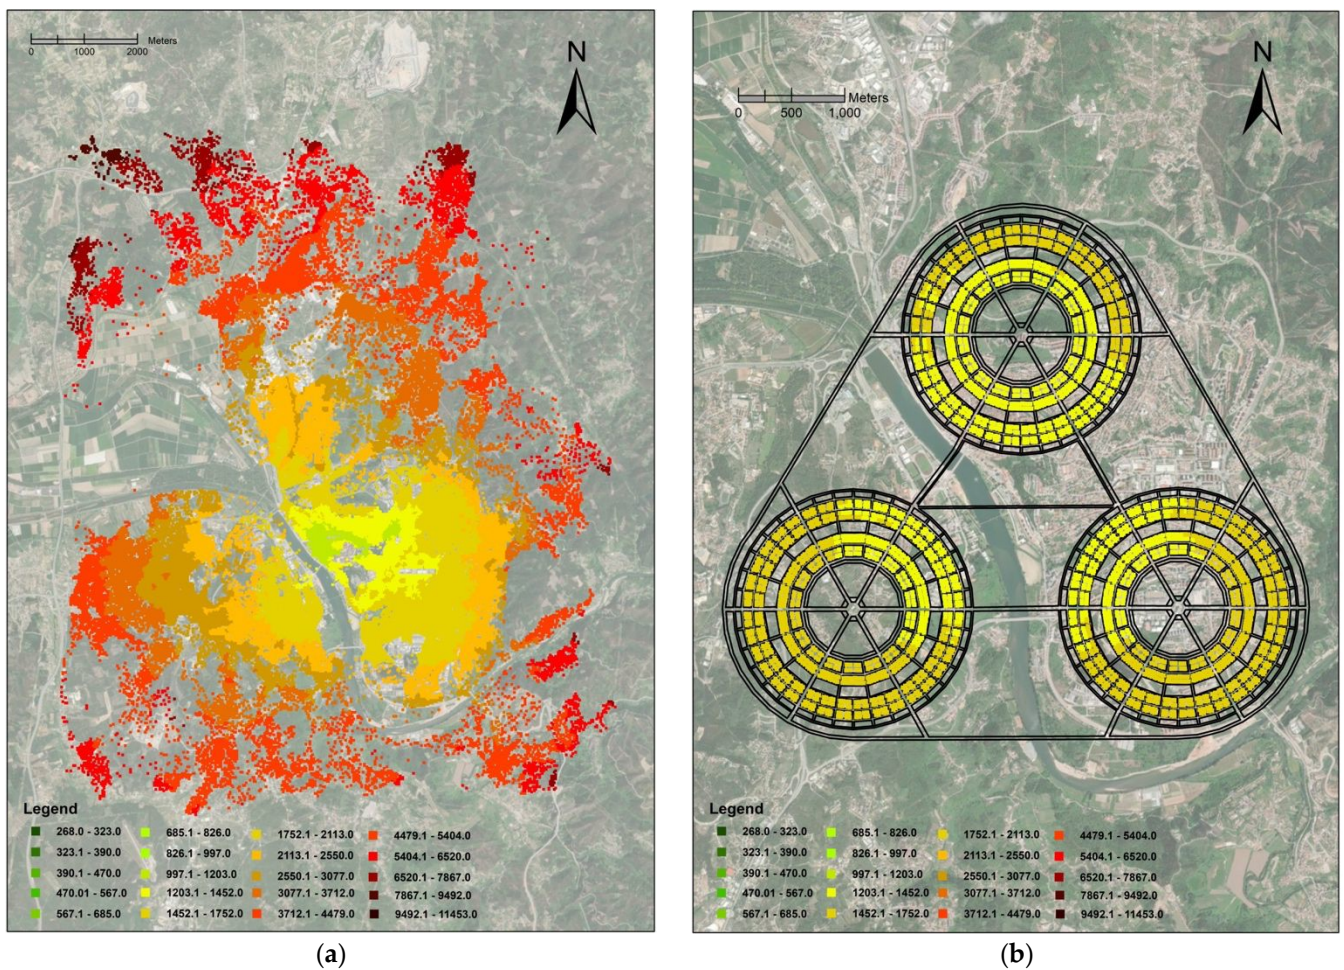 Meters
0 1000 2000
N
Legend
268.0 - 323.0 685.1 - 826.0 1752.1 - 2113.0 4479.1 - 5404.0
323.1 - 390.0 826.1 - 997.0 2113.1 - 2550.0 5404.1 - 6520.0
390.1 - 470.0 997.1 - 1203.0 2550.1 - 3077.0 6520.1 - 7867.0
470.01 - 567.0 1203.1 - 1452.0 3077.1 - 3712.0 7867.1 - 9492.0
567.1 - 685.0 1452.1 - 1752.0 3712.1 - 4479.0 9492.1 - 11453.0
(a)
Meters
0 500 1,000
N
Legend
268.0 - 323.0 685.1 - 826.0 1752.1 - 2113.0 4479.1 - 5404.0
323.1 - 390.0 826.1 - 997.0 2113.1 - 2550.0 5404.1 - 6520.0
390.1 - 470.0 997.1 - 1203.0 2550.1 - 3077.0 6520.1 - 7867.0
470.01 - 567.0 1203.1 - 1452.0 3077.1 - 3712.0 7867.1 - 9492.0
567.1 - 685.0 1452.1 - 1752.0 3712.1 - 4479.0 9492.1 - 11453.0
(b)